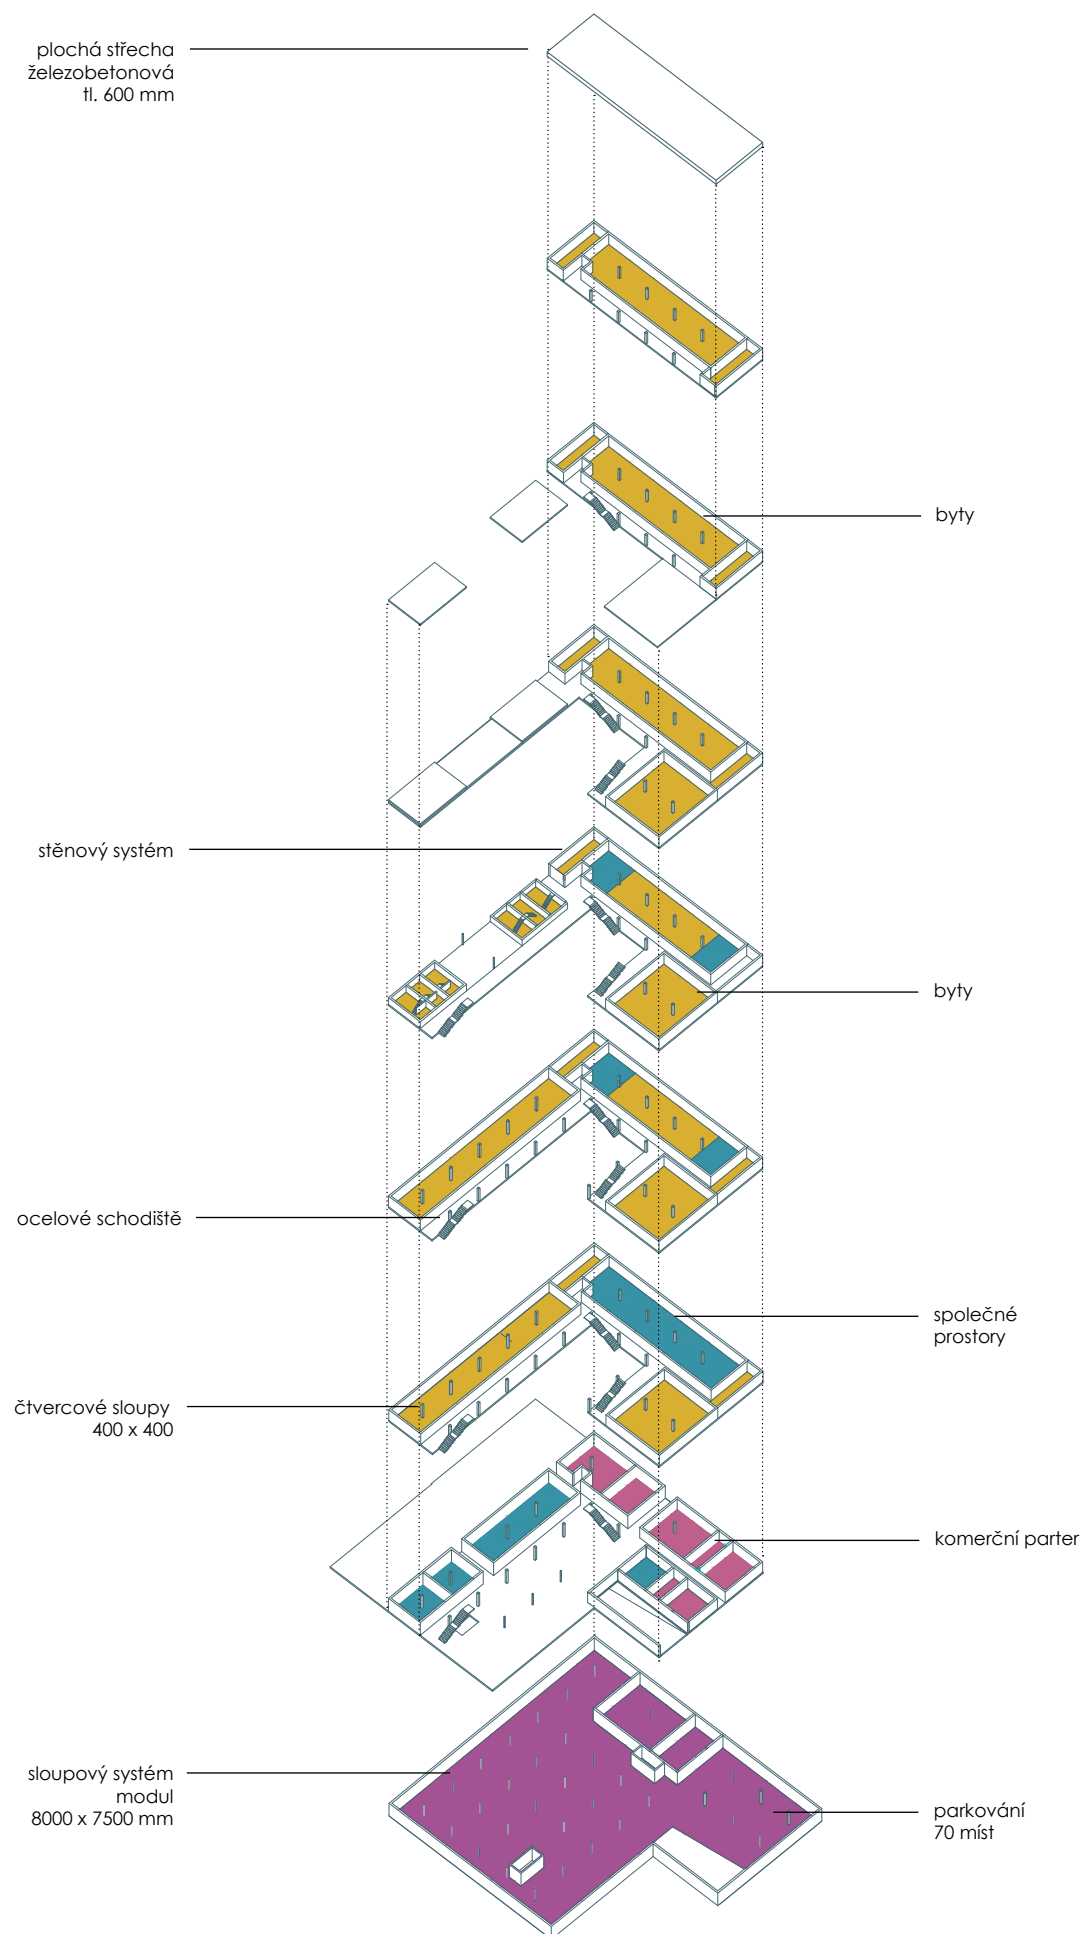 plochá střecha
železobetonová
tl. 600 mm
byty
stěnový systém
byty
ocelové schodiště
společné
prostory
čtvercové sloupy
400 x 400
komerční parter
sloupový systém
modul
8000 x 7500 mm
parkování
70 míst